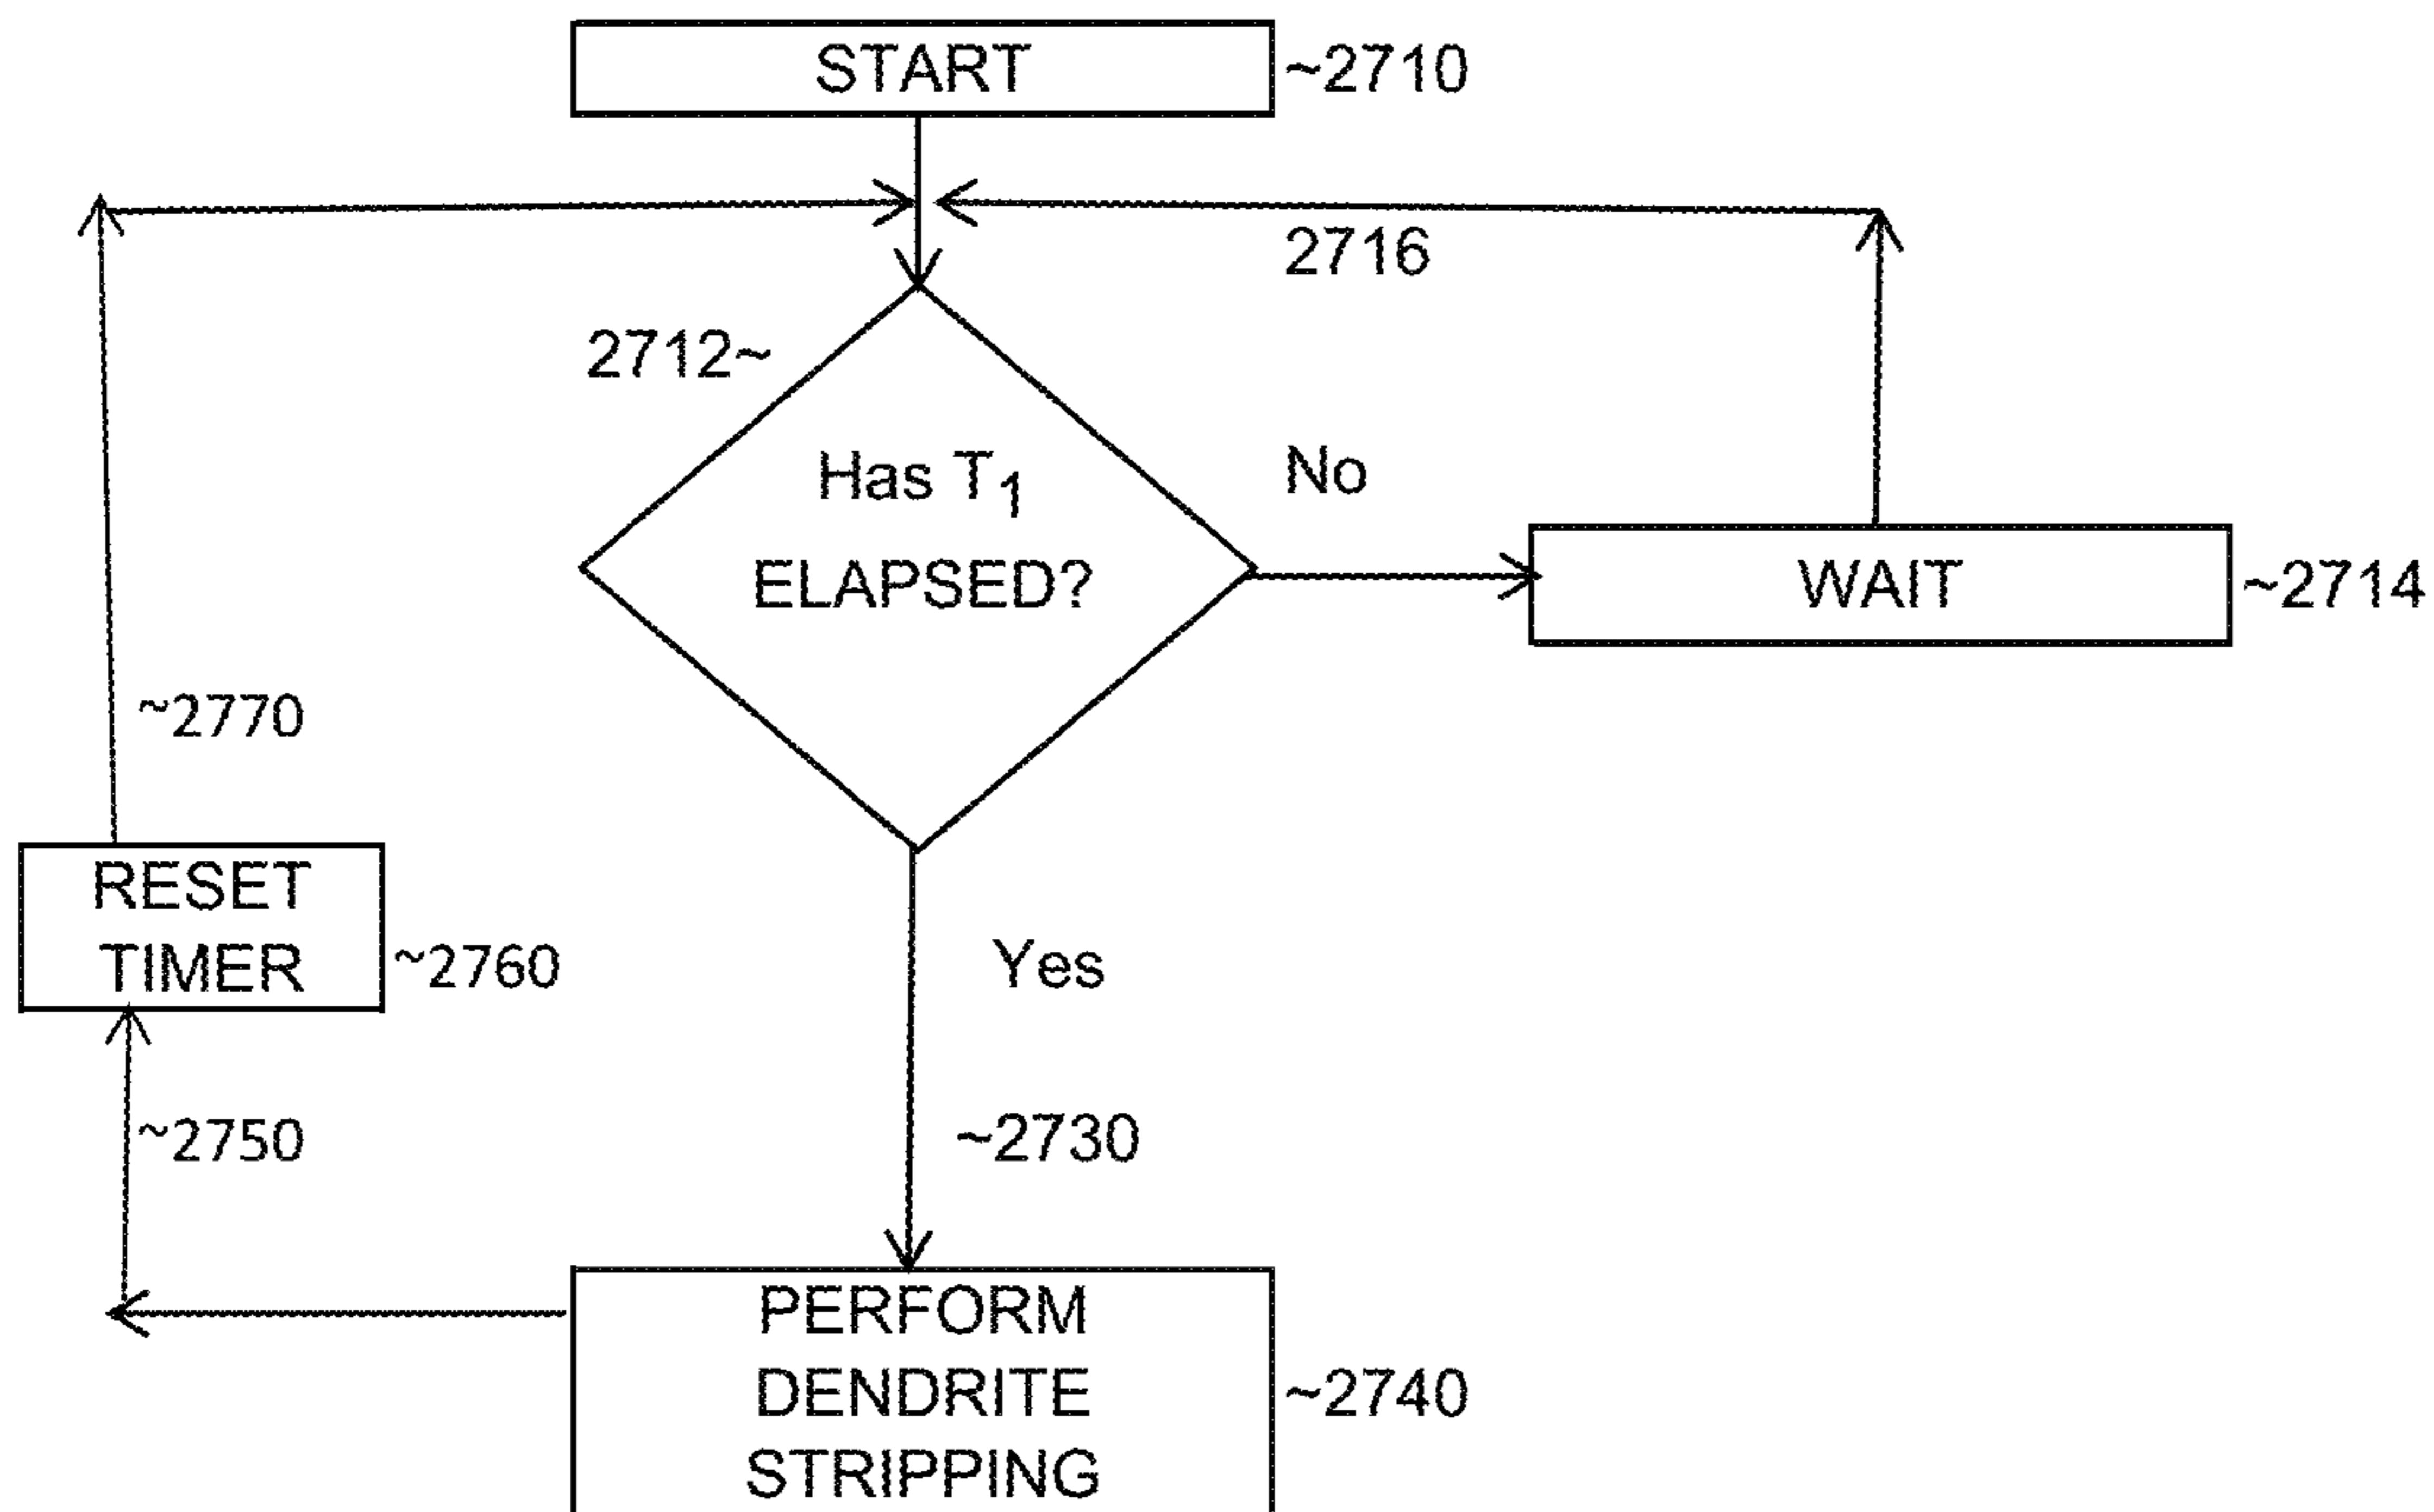 START ~2710
2716
2712~
Has T₁
ELAPSED?
No
WAIT ~2714
~2770
RESET
TIMER
~2760
Yes
~2750
~2730
PERFORM
DENDRITE
STRIPPING
~2740